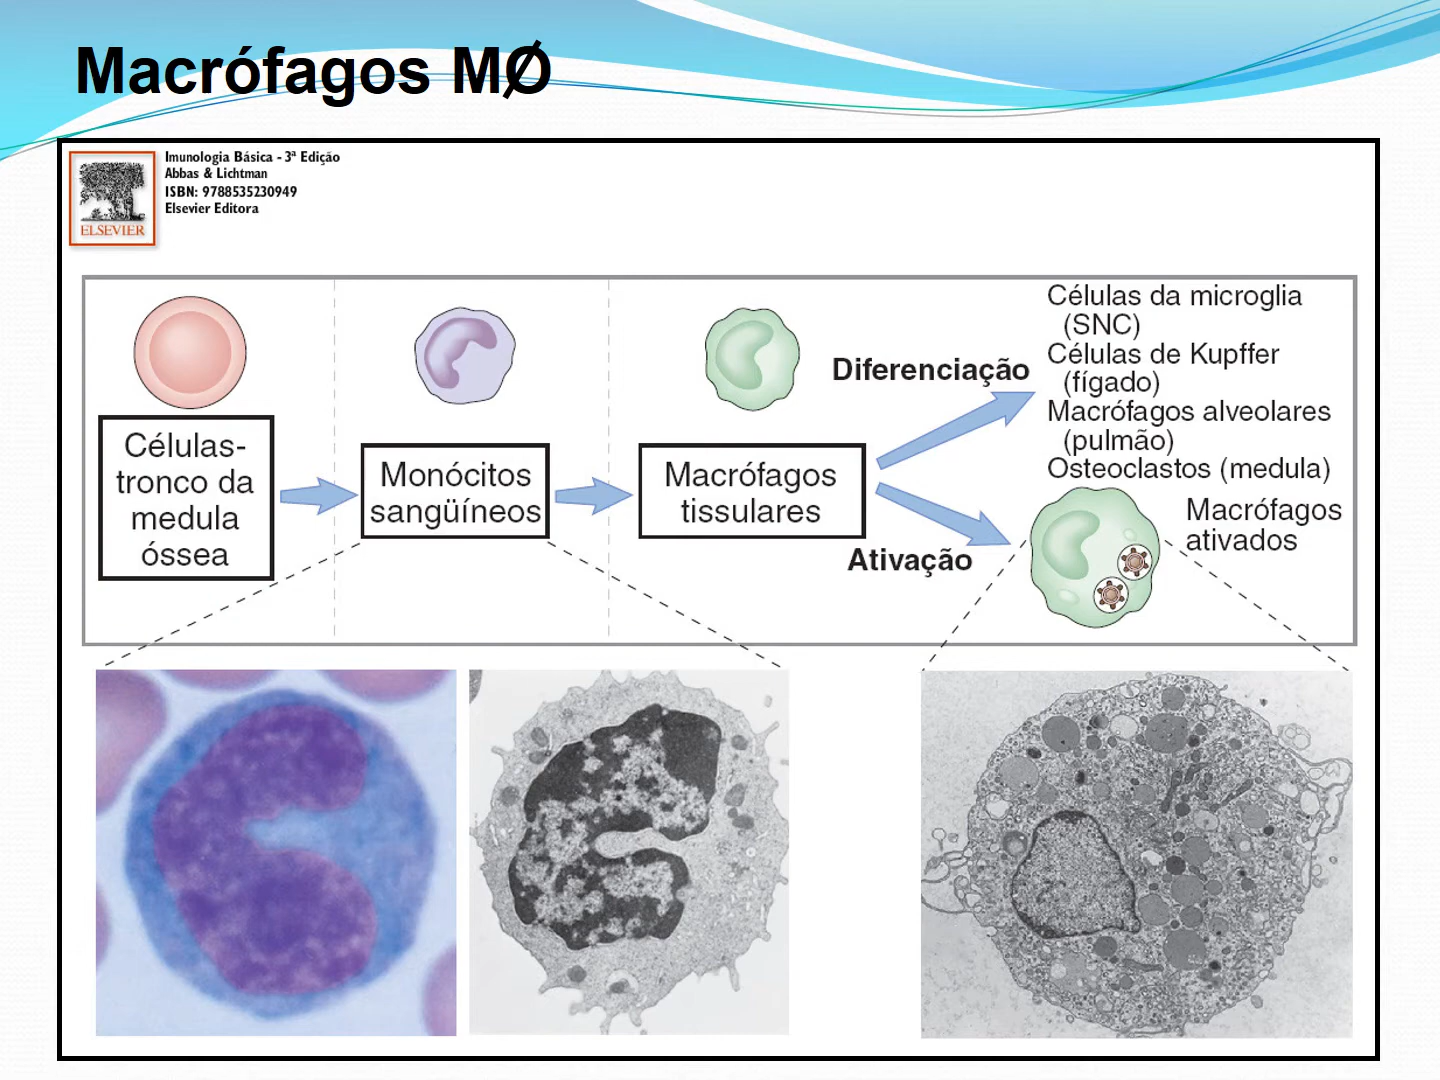 Macrófagos MØ
Imunologia Básica - 3ª Edição
Abbas & Lichtman
ISBN: 9788535230949
Elsevier Editora
ELSEVIER
Células-
tronco da
medula
óssea
Monócitos
sangüíneos
Macrófagos
tissulares
Diferenciação
Ativação
Células da microglia
(SNC)
Células de Kupffer
(fígado)
Macrófagos alveolares
(pulmão)
Osteoclastos (medula)
Macrófagos
ativados